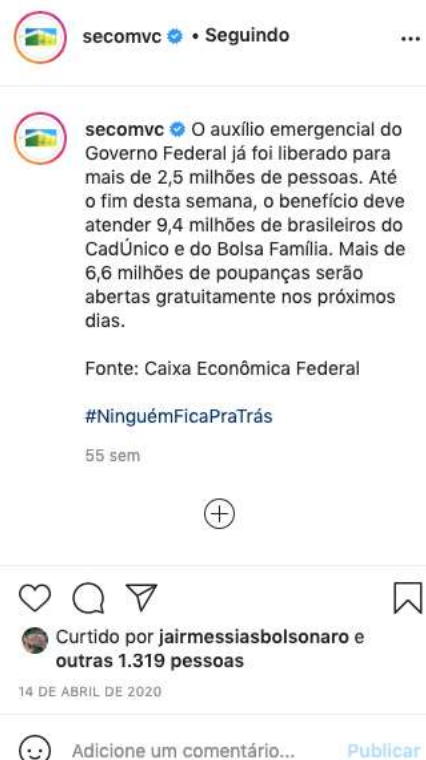 secomvc • Seguindo
secomvc O auxílio emergencial do
Governo Federal já foi liberado para
mais de 2,5 milhões de pessoas. Até
o fim desta semana, o benefício deve
atender 9,4 milhões de brasileiros do
CadÚnico e do Bolsa Família. Mais de
6,6 milhões de poupanças serão
abertas gratuitamente nos próximos
dias.
Fonte: Caixa Econômica Federal
#NinguémFicaPraTrás
55 sem
Curtido por jairmessiasbolsonaro e
outras 1.319 pessoas
14 DE ABRIL DE 2020
Adicione um comentário... Publicar